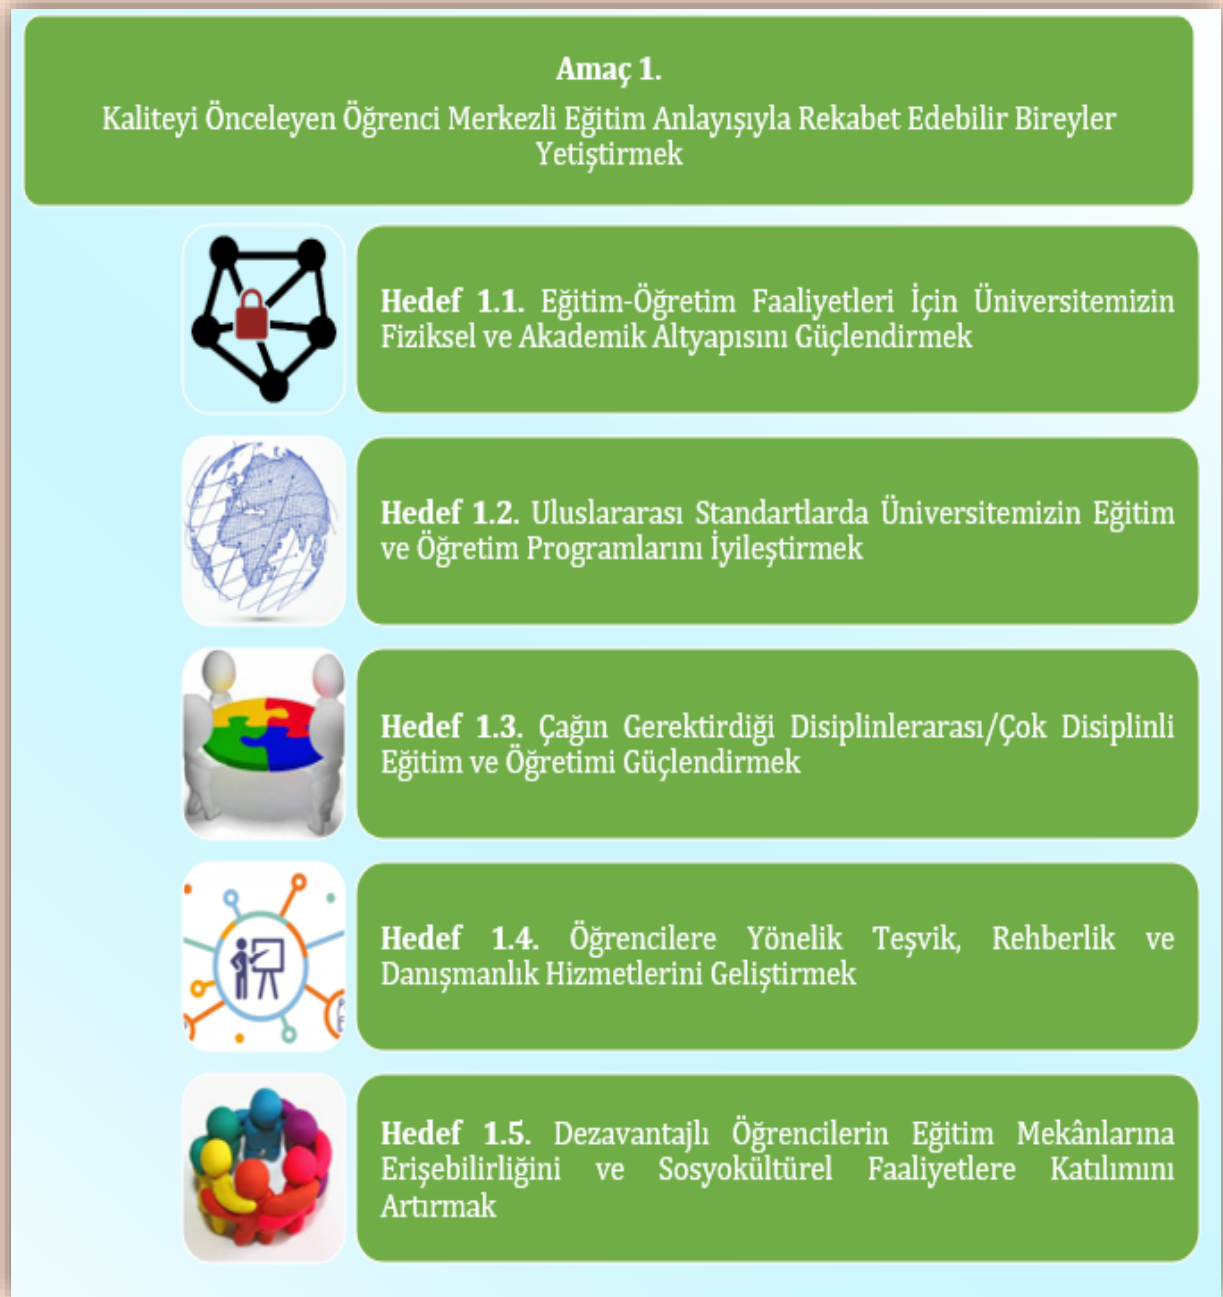 Amaç 1.
Kaliteyi Önceleyen Öğrenci Merkezli Eğitim Anlayışıyla Rekabet Edebilir Bireyler
Yetiştirmek
Hedef 1.1. Eğitim-Öğretim Faaliyetleri İçin Üniversitemizin
Fiziksel ve Akademik Altyapısını Güçlendirmek
Hedef 1.2. Uluslararası Standartlarda Üniversitemizin Eğitim
ve Öğretim Programlarını İyileştirmek
Hedef 1.3. Çağın Gerektirdiği Disiplinlerarası/Çok Disiplinli
Eğitim ve Öğretimi Güçlendirmek
Hedef 1.4. Öğrencilere Yönelik Teşvik, Rehberlik ve
Danışmanlık Hizmetlerini Geliştirmek
Hedef 1.5. Dezavantajlı Öğrencilerin Eğitim Mekânlarına
Erişebilirliğini ve Sosyokültürel Faaliyetlere Katılımını
Artırmak